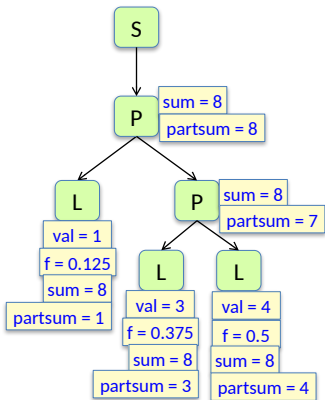 S
P
sum = 8
partsum = 8
L
P
sum = 8
partsum = 7
val = 1
f = 0.125
sum = 8
partsum = 1
L
L
val = 3
f = 0.375
sum = 8
partsum = 3
val = 4
f = 0.5
sum = 8
partsum = 4